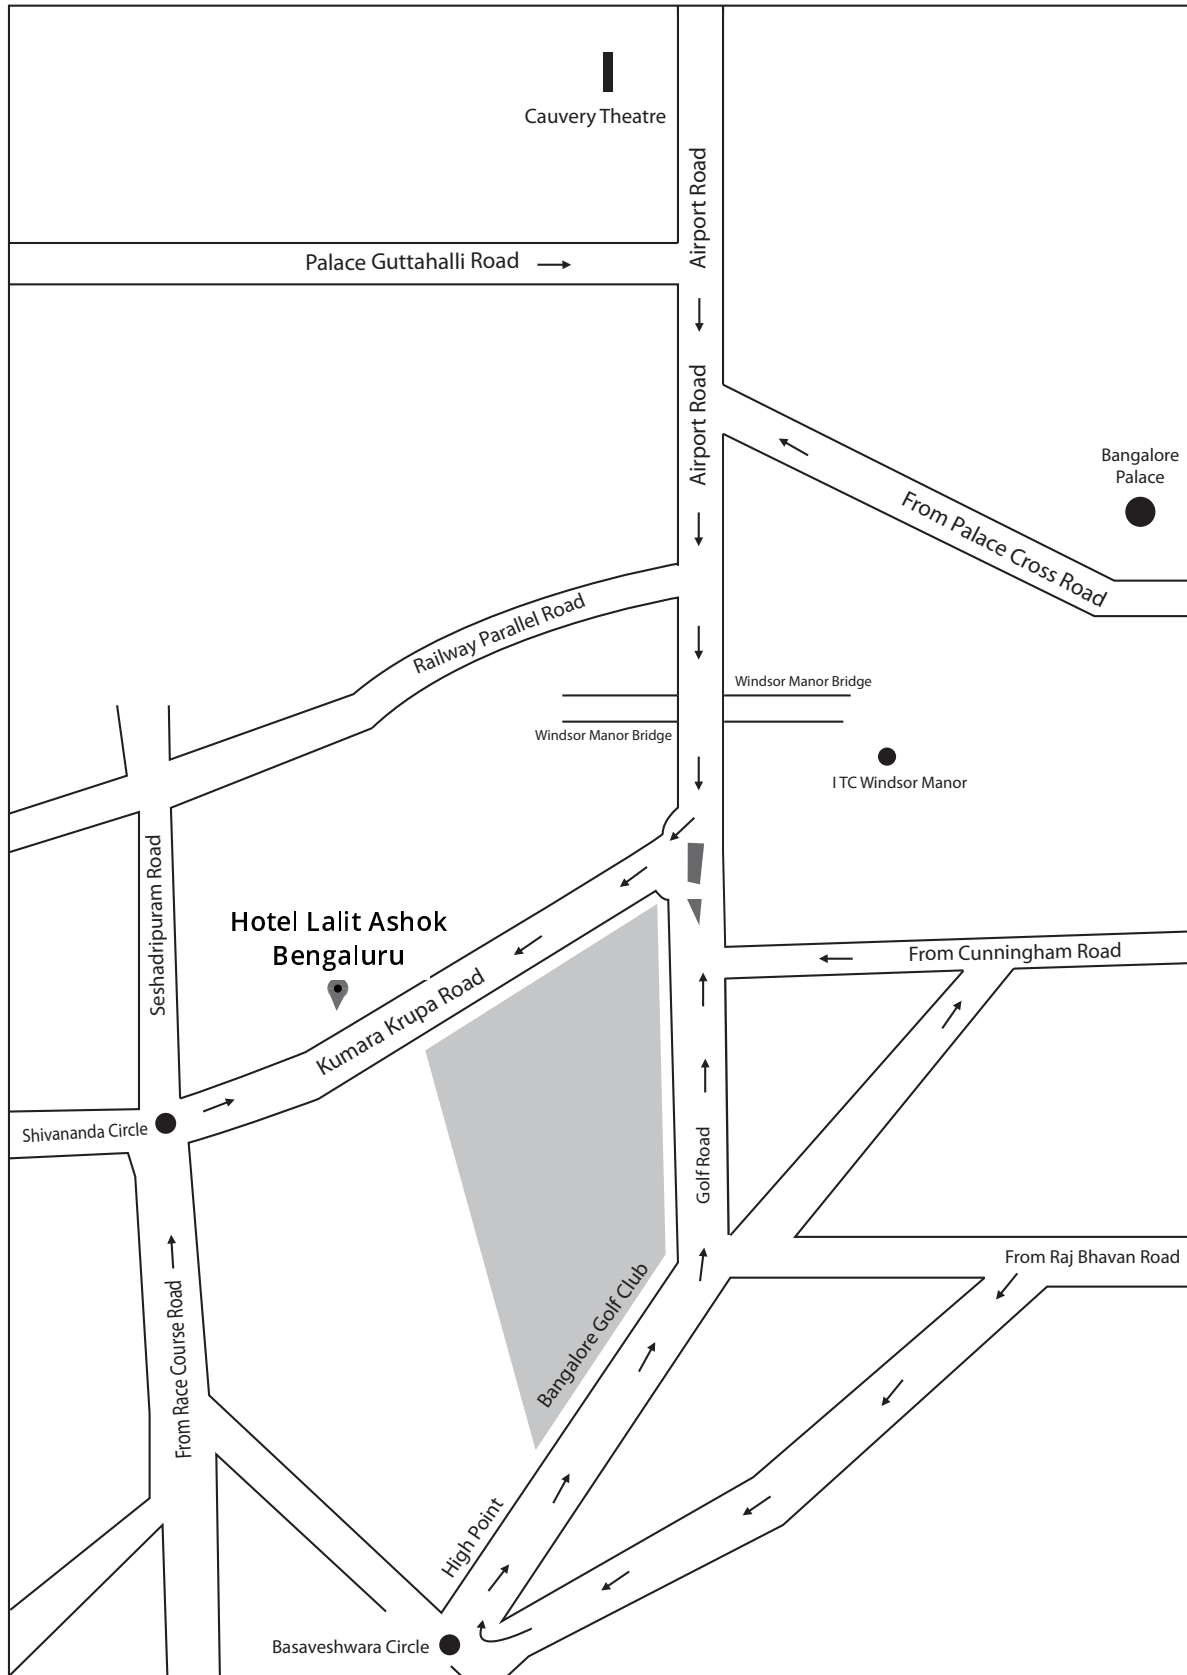 Cauvery Theatre
Airport Road
Palace Guttahalli Road
Airport Road
Bangalore
Palace
From Palace Cross Road
Railway Parallel Road
Windsor Manor Bridge
Windsor Manor Bridge
I TC Windsor Manor
Seshadripuram Road
Hotel Lalit Ashok
Bengaluru
From Cunningham Road
Kumara Krupa Road
Shivananda Circle
Golf Road
From Raj Bhavan Road
Bangalore Golf Club
From Race Course Road
High Point
Basaveshwara Circle